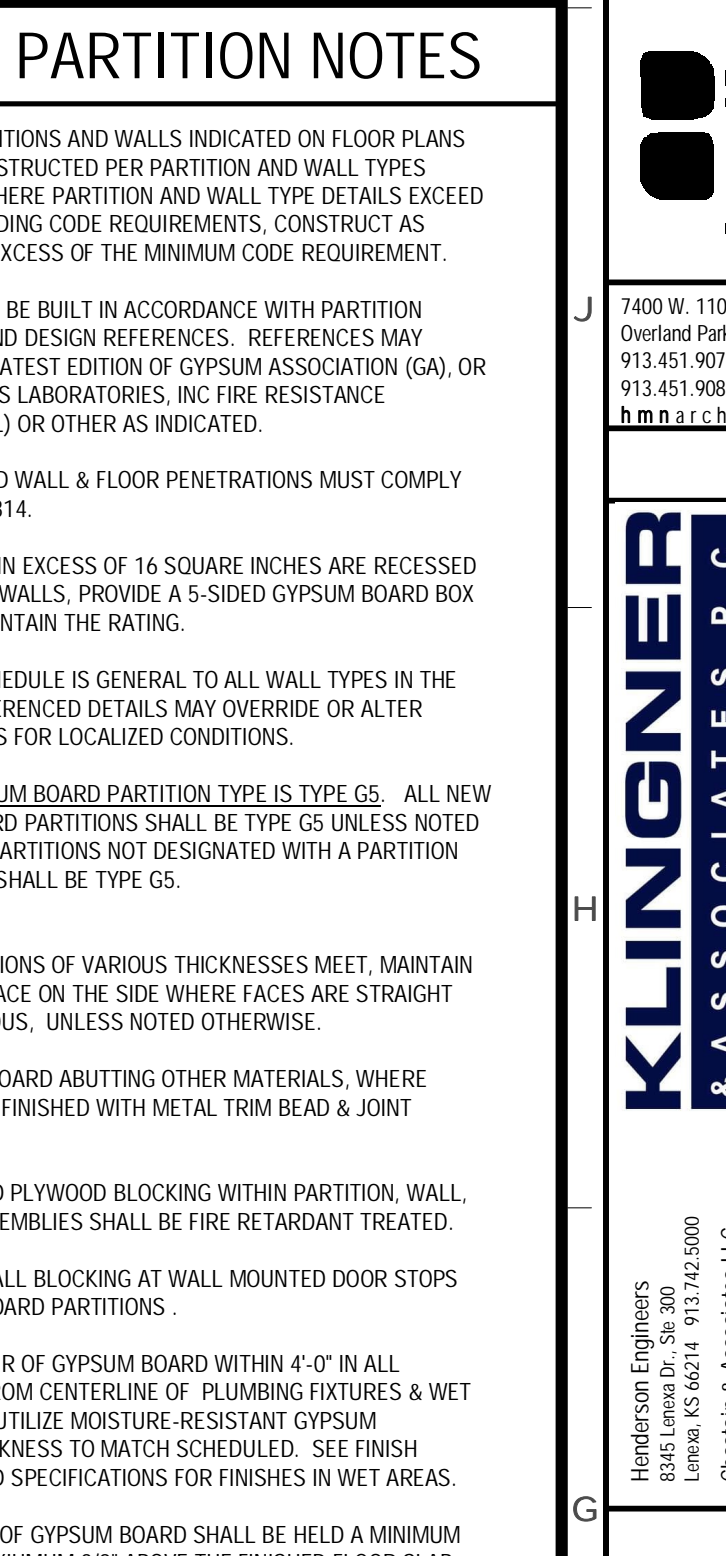 PARTITION NOTES
ITIONS AND WALLS INDICATED ON FLOOR PLANS
STRUCTED PER PARTITION AND WALL TYPES
HERE PARTITION AND WALL TYPE DETAILS EXCEED
DING CODE REQUIREMENTS, CONSTRUCT AS
XCESS OF THE MINIMUM CODE REQUIREMENT.
BE BUILT IN ACCORDANCE WITH PARTITION
ND DESIGN REFERENCES. REFERENCES MAY
ATEST EDITION OF GYPSUM ASSOCIATION (GA), OR
S LABORATORIES, INC FIRE RESISTANCE
L) OR OTHER AS INDICATED.
D WALL & FLOOR PENETRATIONS MUST COMPLY
814.
IN EXCESS OF 16 SQUARE INCHES ARE RECESSED
WALLS, PROVIDE A 5-SIDED GYPSUM BOARD BOX
NTAIN THE RATING.
HEDULE IS GENERAL TO ALL WALL TYPES IN THE
ERENCED DETAILS MAY OVERRIDE OR ALTER
S FOR LOCALIZED CONDITIONS.
UM BOARD PARTITION TYPE IS TYPE G5. ALL NEW
RD PARTITIONS SHALL BE TYPE G5 UNLESS NOTED
ARTITIONS NOT DESIGNATED WITH A PARTITION
SHALL BE TYPE G5.
IONS OF VARIOUS THICKNESSES MEET, MAINTAIN
ACE ON THE SIDE WHERE FACES ARE STRAIGHT
OUS, UNLESS NOTED OTHERWISE.
OARD ABUTTING OTHER MATERIALS, WHERE
FINISHED WITH METAL TRIM BEAD & JOINT
D PLYWOOD BLOCKING WITHIN PARTITION, WALL,
EMBLIES SHALL BE FIRE RETARDANT TREATED.
ALL BLOCKING AT WALL MOUNTED DOOR STOPS
OARD PARTITIONS .
R OF GYPSUM BOARD WITHIN 4'-0" IN ALL
ROM CENTERLINE OF PLUMBING FIXTURES & WET
UTILIZE MOISTURE-RESISTANT GYPSUM
KNESS TO MATCH SCHEDULED. SEE FINISH
D SPECIFICATIONS FOR FINISHES IN WET AREAS.
OF GYPSUM BOARD SHALL BE HELD A MINIMUM
J
H
G
7400 W. 110
Overland Park
913.451.907
913.451.908
hmnarch
KLINGNER
& ASSOCIATES P C
Henderson Engineers
8345 Lenexa Dr., Ste 300
Lenexa, KS 66214 913.742.5000